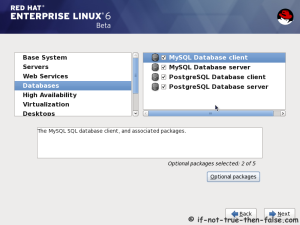 RED HAT
ENTERPRISE LINUX 6
Beta
Base System
Servers
Web Services
Databases
High Availability
Virtualization
Desktops
MySQL Database client
MySQL Database server
PostgreSQL Database client
PostgreSQL Database server
The MySQL SQL database client, and associated packages.
Optional packages selected: 2 of 5
Optional packages
Back
Next
© if-not-true-then-false.com